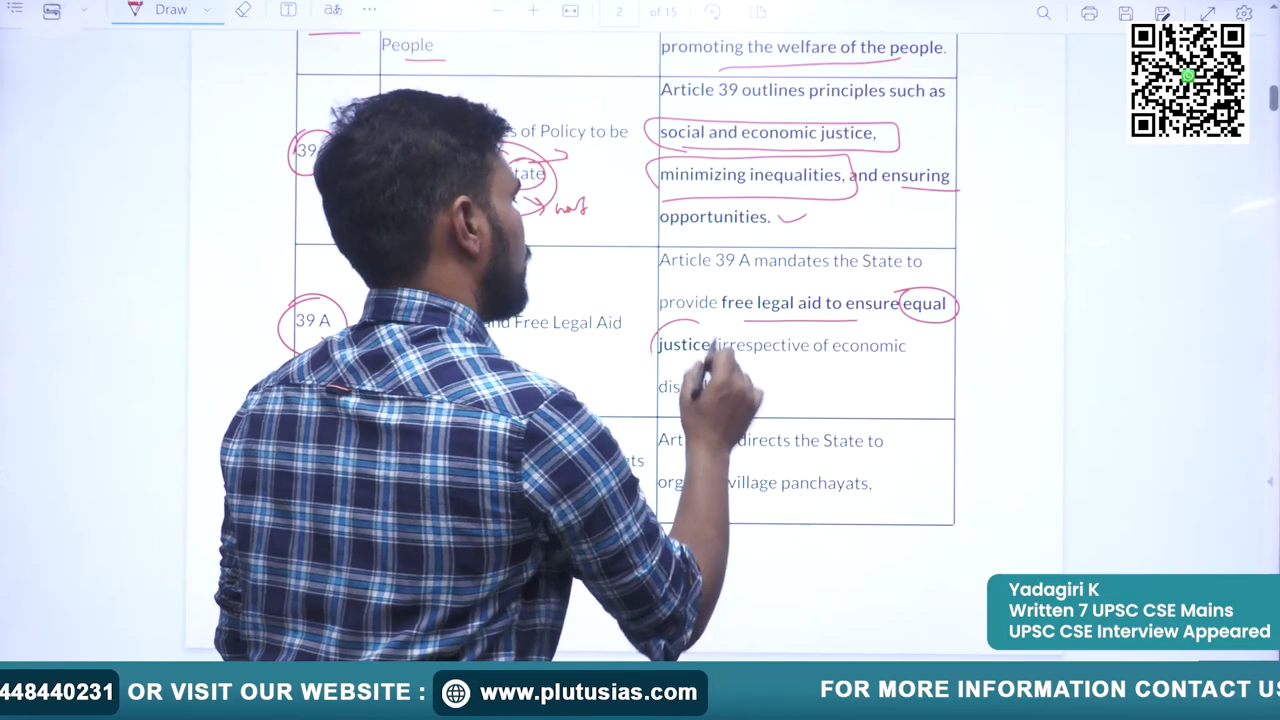 Draw
aあ
2 of 15
People
promoting the welfare of the people.
39
s of Policy to be
tate
not
Article 39 outlines principles such as
social and economic justice,
minimizing inequalities, and ensuring
opportunities.
39 A
and Free Legal Aid
Article 39 A mandates the State to
provide free legal aid to ensure equal
justice irrespective of economic
ts
directs the State to
village panchayats,
Yadagiri K
Written 7 UPSC CSE Mains
UPSC CSE Interview Appeared
448440231 OR VISIT OUR WEBSITE : www.plutusias.com FOR MORE INFORMATION CONTACT US